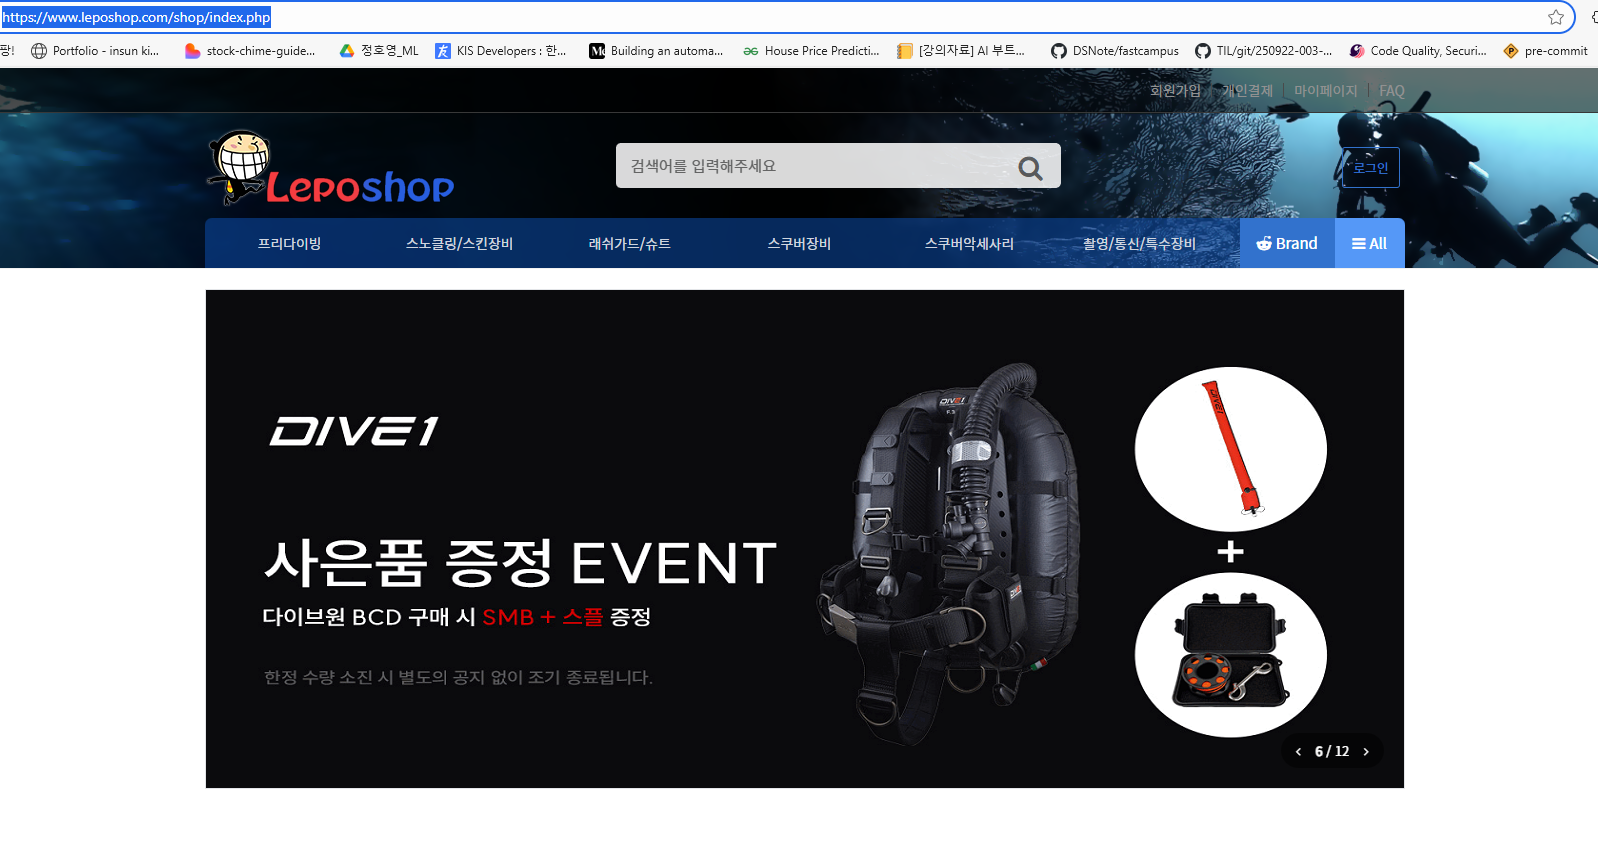 https://www.leposhop.com/shop/index.php
팡! Portfolio - insun ki... stock-chime-guide... 정호영_ML KIS Developers : 한... Building an automa... House Price Predicti... [강의자료] AI 부트... DSNote/fastcampus TIL/git/250922-003-... Code Quality, Securi... pre-commit
회원가입 개인결제 마이페이지 FAQ
Leposhop
검색어를 입력해주세요
로그인
프리다이빙 스노클링/스킨장비 래쉬가드/슈트 스쿠버장비 스쿠버악세사리 촬영/통신/특수장비 Brand All
DIVE1
사은품 증정 EVENT
다이브원 BCD 구매 시 SMB + 스플 증정
한정 수량 소진 시 별도의 공지 없이 조기 종료됩니다.
DIVE1
DIVE1
+
6 / 12